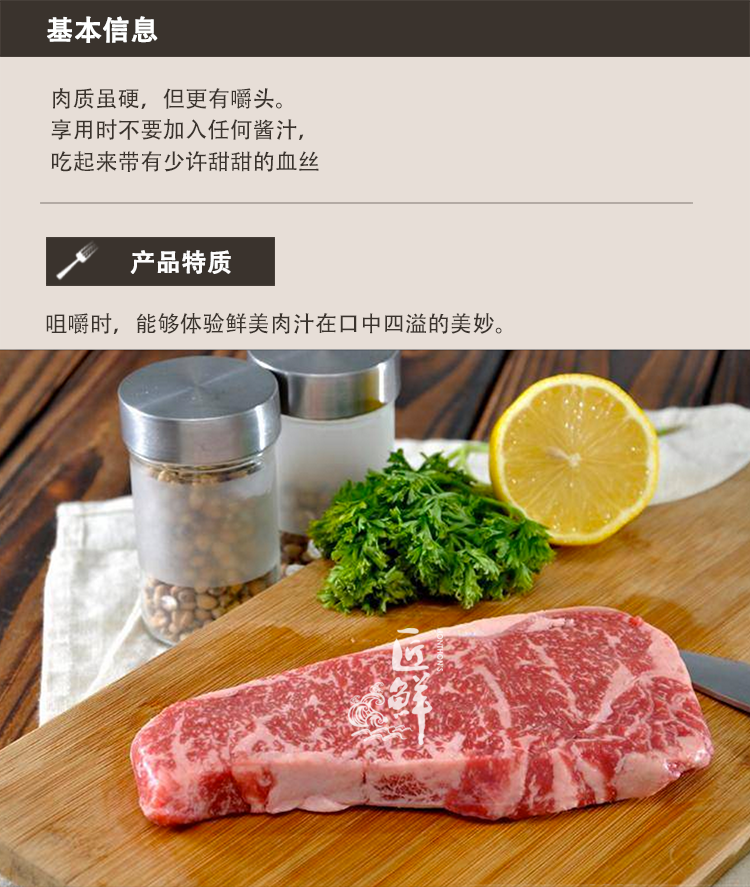 基本信息
肉质虽硬，但更有嚼头。
享用时不要加入任何酱汁，
吃起来带有少许甜甜的血丝
产品特质
咀嚼时，能够体验鲜美肉汁在口中四溢的美妙。
匠鲜